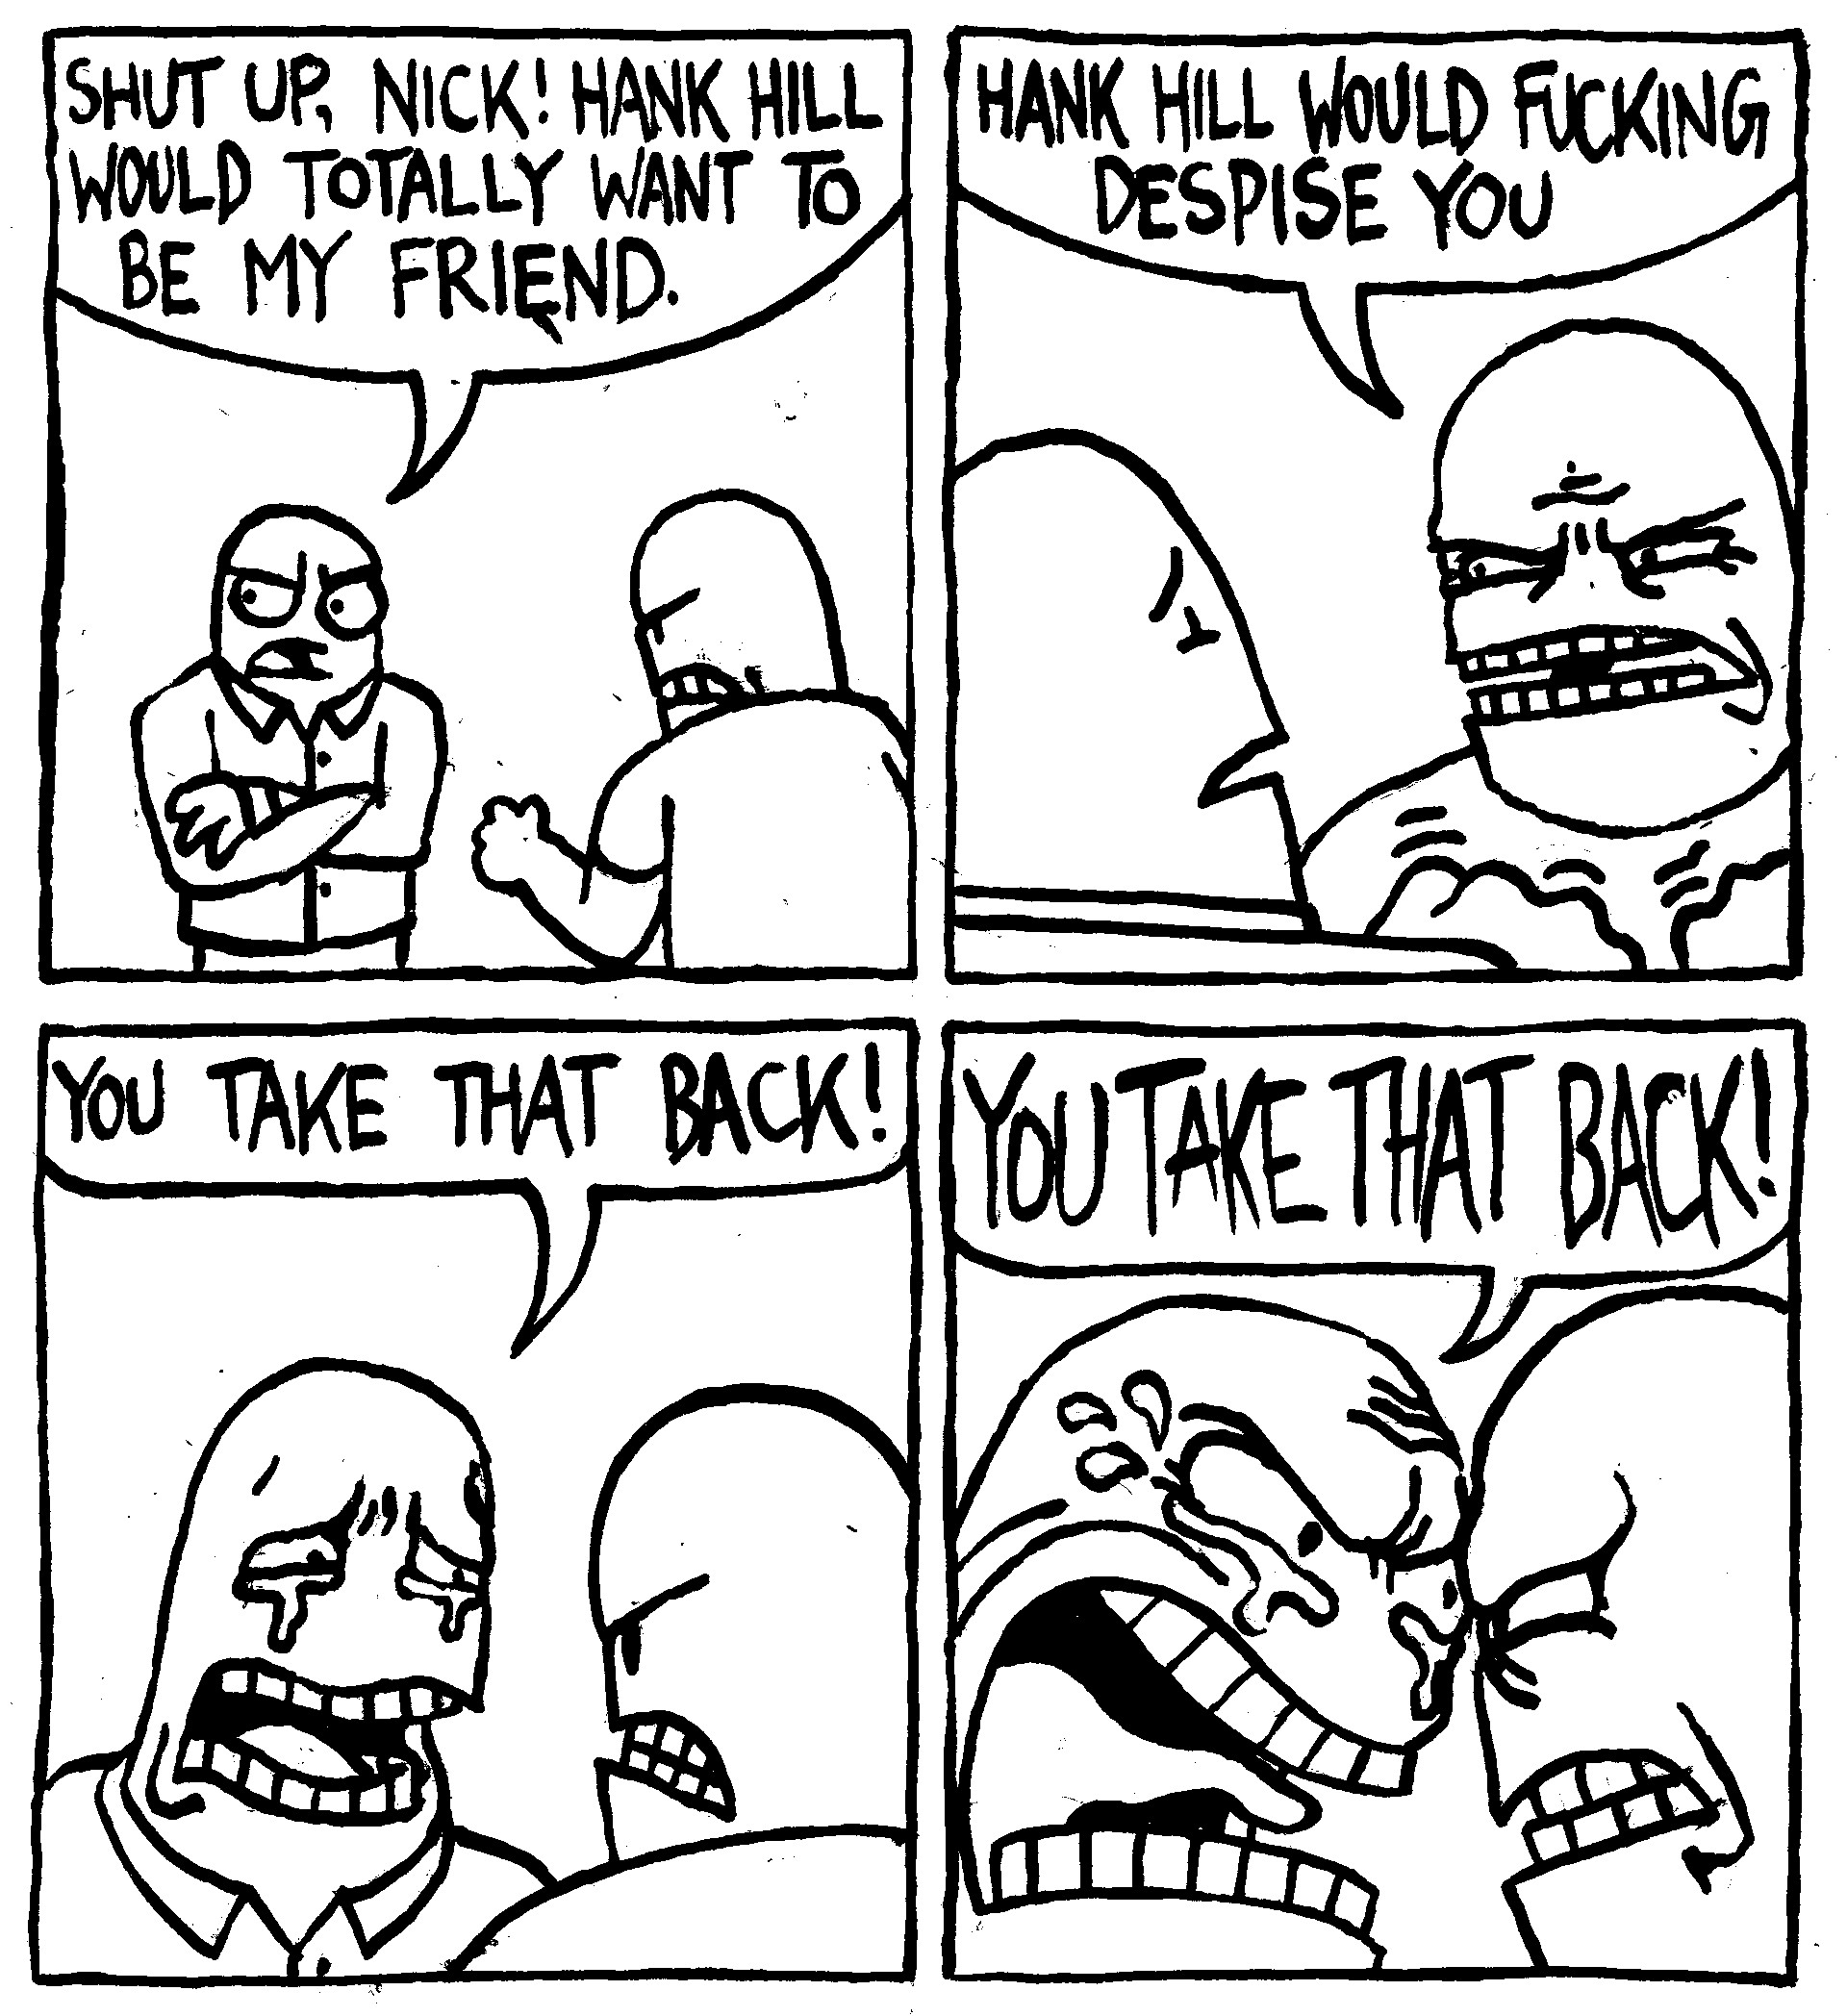 SHUT UP, NICK! HANK HILL
WOULD TOTALLY WANT TO
BE MY FRIEND.
HANK HILL WOULD FUCKING
DESPISE YOU
YOU TAKE THAT BACK!
YOU TAKE THAT BACK!